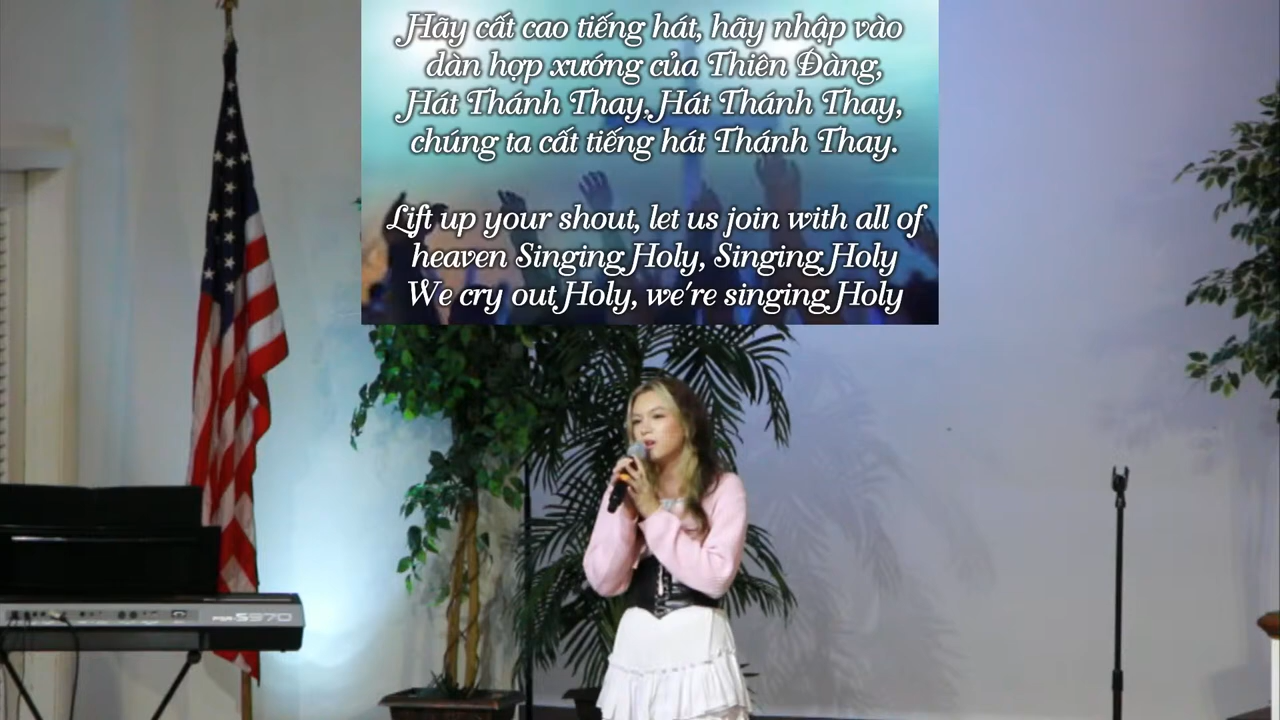 Hãy cất cao tiếng hát, hãy nhập vào
dàn hợp xướng của Thiên Đàng,
Hát Thánh Thay, Hát Thánh Thay,
chúng ta cất tiếng hát Thánh Thay.
Lift up your shout, let us join with all of
heaven Singing Holy, Singing Holy
We cry out Holy, we're singing Holy
PSR-S970